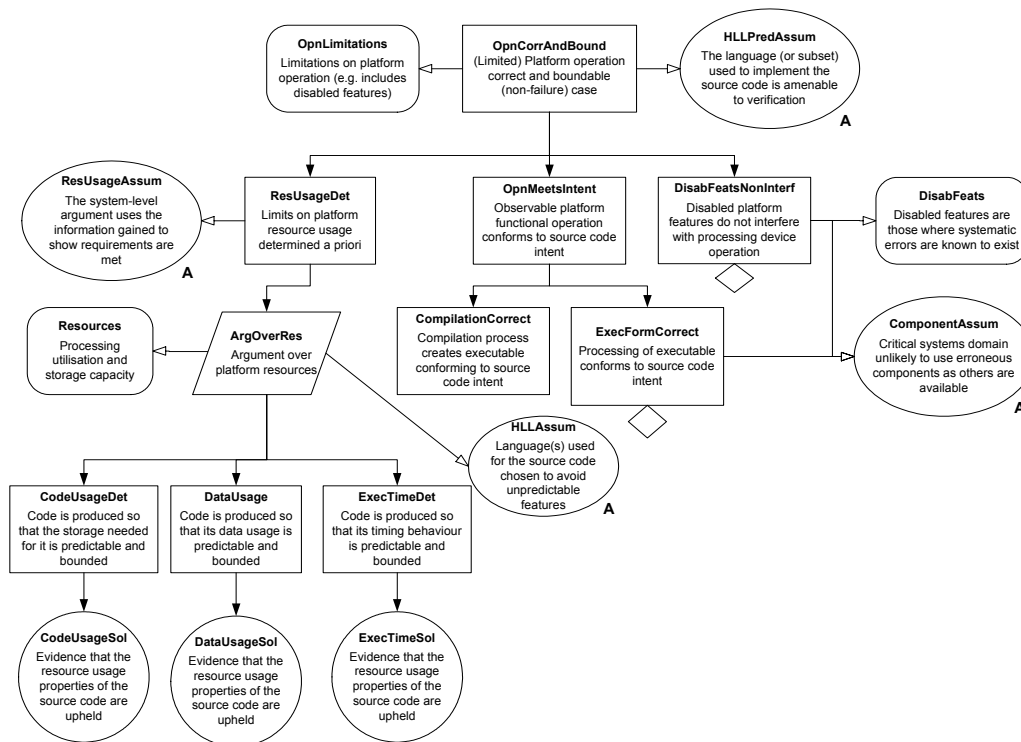 OpnLimitations
Limitations on platform
operation (e.g. includes
disabled features)
OpnCorrAndBound
(Limited) Platform operation
correct and boundable
(non-failure) case
HLLPredAssum
The language (or subset)
used to implement the
source code is amenable
to verification
A
ResUsageAssum
The system-level
argument uses the
information gained to
show requirements are
met
A
ResUsageDet
Limits on platform
resource usage
determined a priori
OpnMeetsIntent
Observable platform
functional operation
conforms to source code
intent
DisabFeatsNonInterf
Disabled platform
features do not interfere
with processing device
operation
DisabFeats
Disabled features are
those where systematic
errors are known to exist
Resources
Processing
utilisation and
storage capacity
ArgOverRes
Argument over
platform resources
CompilationCorrect
Compilation process
creates executable
conforming to source
code intent
ExecFormCorrect
Processing of executable
conforms to source code
intent
ComponentAssum
Critical systems domain
unlikely to use erroneous
components as others are
available
A
HLLAssum
Language(s) used
for the source code
chosen to avoid
unpredictable
features
A
CodeUsageDet
Code is produced so
that the storage needed
for it is predictable and
bounded
DataUsage
Code is produced so
that its data usage is
predictable and
bounded
ExecTimeDet
Code is produced so
that its timing behaviour
is predictable and
bounded
CodeUsageSol
Evidence that the
resource usage
properties of the
source code are
upheld
DataUsageSol
Evidence that the
resource usage
properties of the
source code are
upheld
ExecTimeSol
Evidence that the
resource usage
properties of the
source code are
upheld